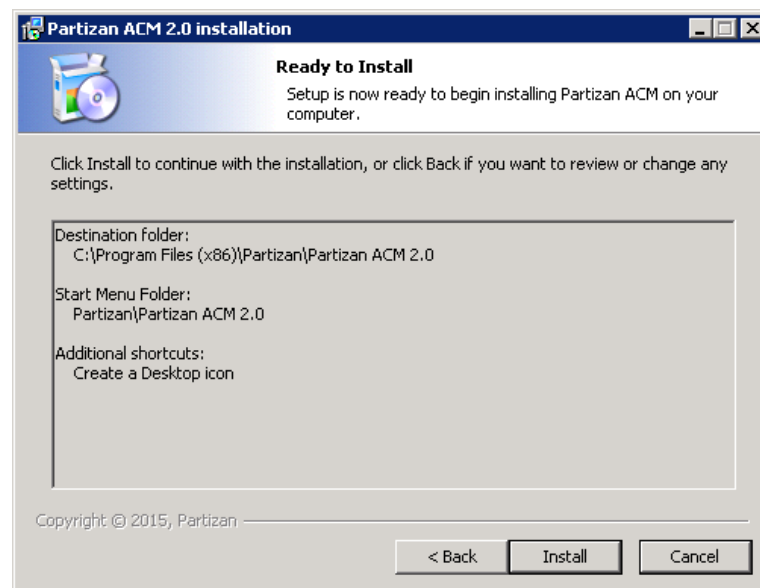 Partizan ACM 2.0 installation
Ready to Install
Setup is now ready to begin installing Partizan ACM on your
computer.
Click Install to continue with the installation, or click Back if you want to review or change any
settings.
Destination folder:
C:\Program Files (x86)\Partizan\Partizan ACM 2.0
Start Menu Folder:
Partizan\Partizan ACM 2.0
Additional shortcuts:
Create a Desktop icon
Copyright © 2015, Partizan
< Back Install Cancel